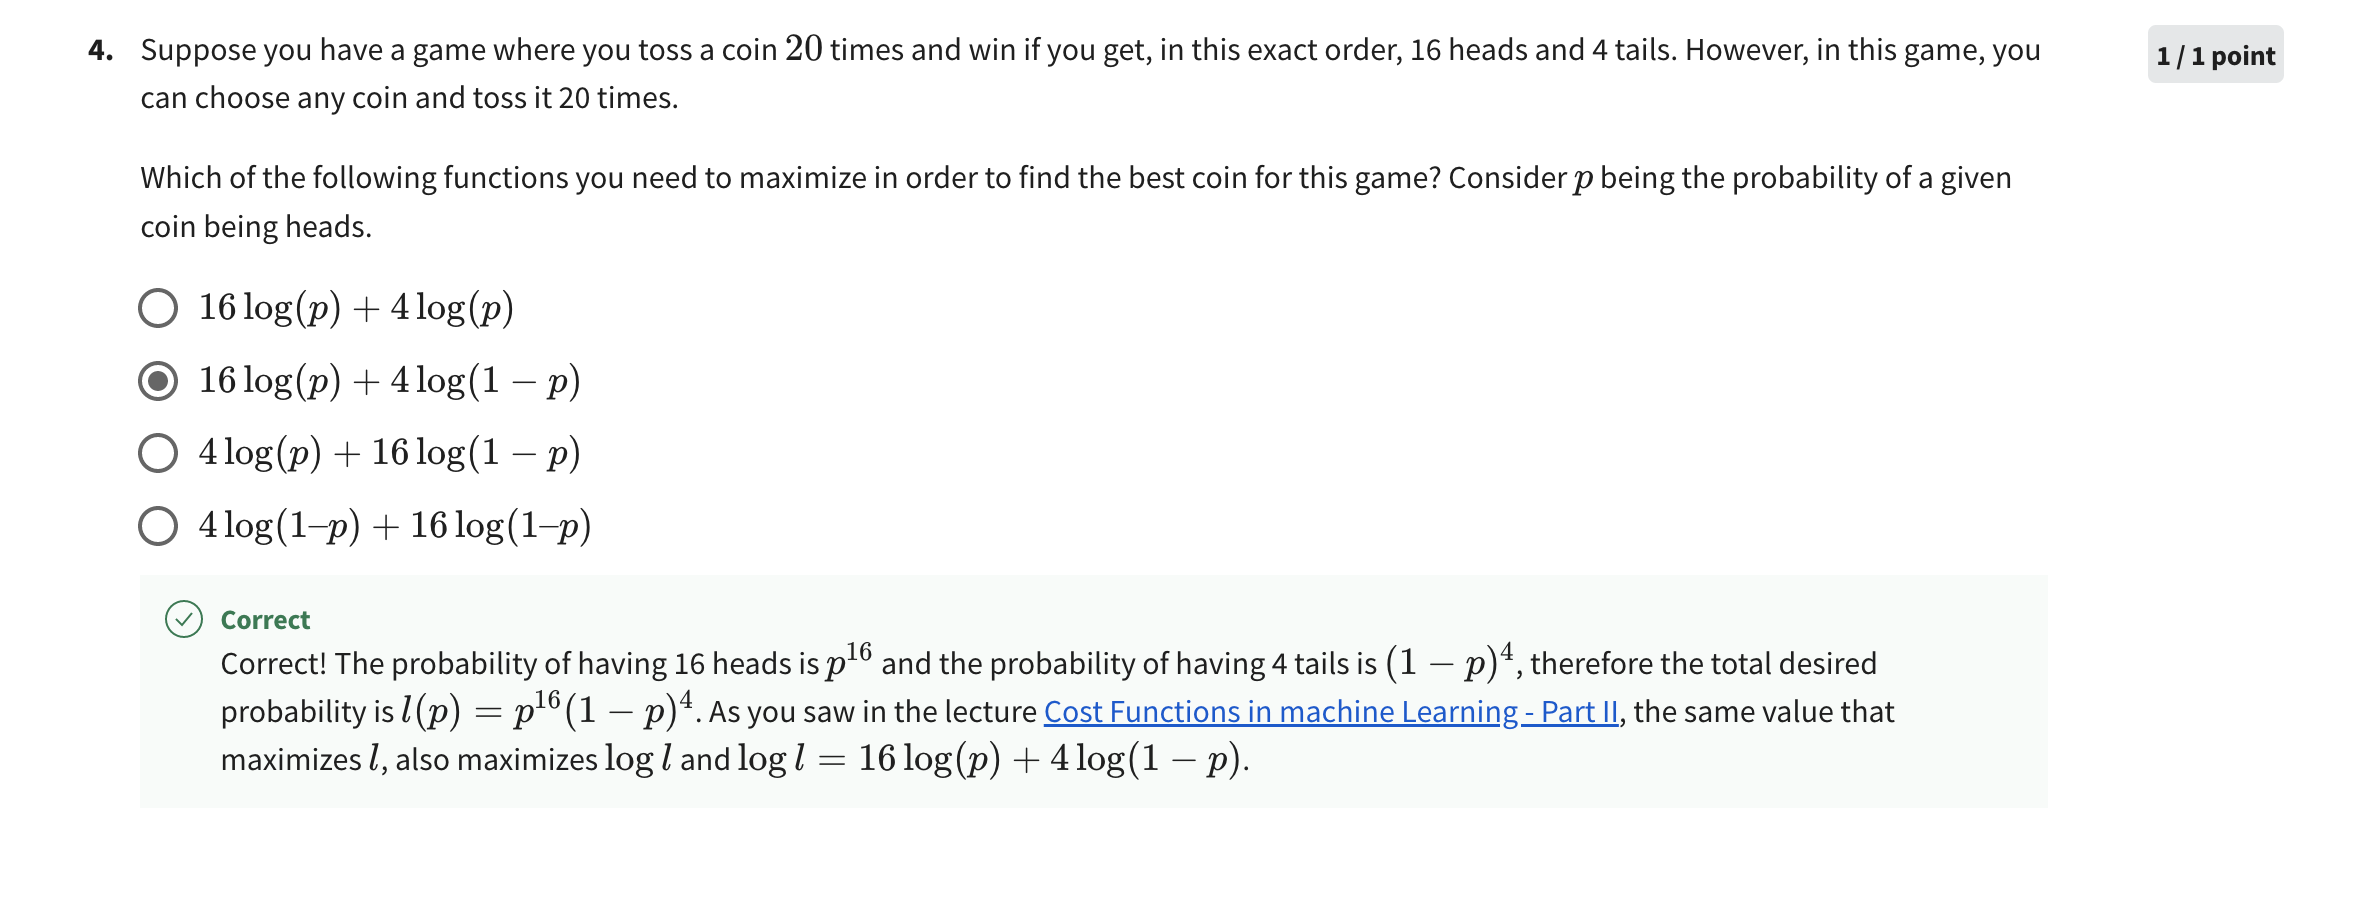 4. Suppose you have a game where you toss a coin 20 times and win if you get, in this exact order, 16 heads and 4 tails. However, in this game, you
1 / 1 point
can choose any coin and toss it 20 times.
Which of the following functions you need to maximize in order to find the best coin for this game? Consider p being the probability of a given
coin being heads.
16 log(p) + 4 log(p)
16 log(p) + 4 log(1 − p)
4 log(p) + 16 log(1 − p)
4 log(1–p) + 16 log(1–p)
Correct
Correct! The probability of having 16 heads is p^16 and the probability of having 4 tails is (1 − p)^4, therefore the total desired
probability is l(p) = p^16(1 − p)^4. As you saw in the lecture Cost Functions in machine Learning - Part II, the same value that
maximizes l, also maximizes log l and log l = 16 log(p) + 4 log(1 − p).